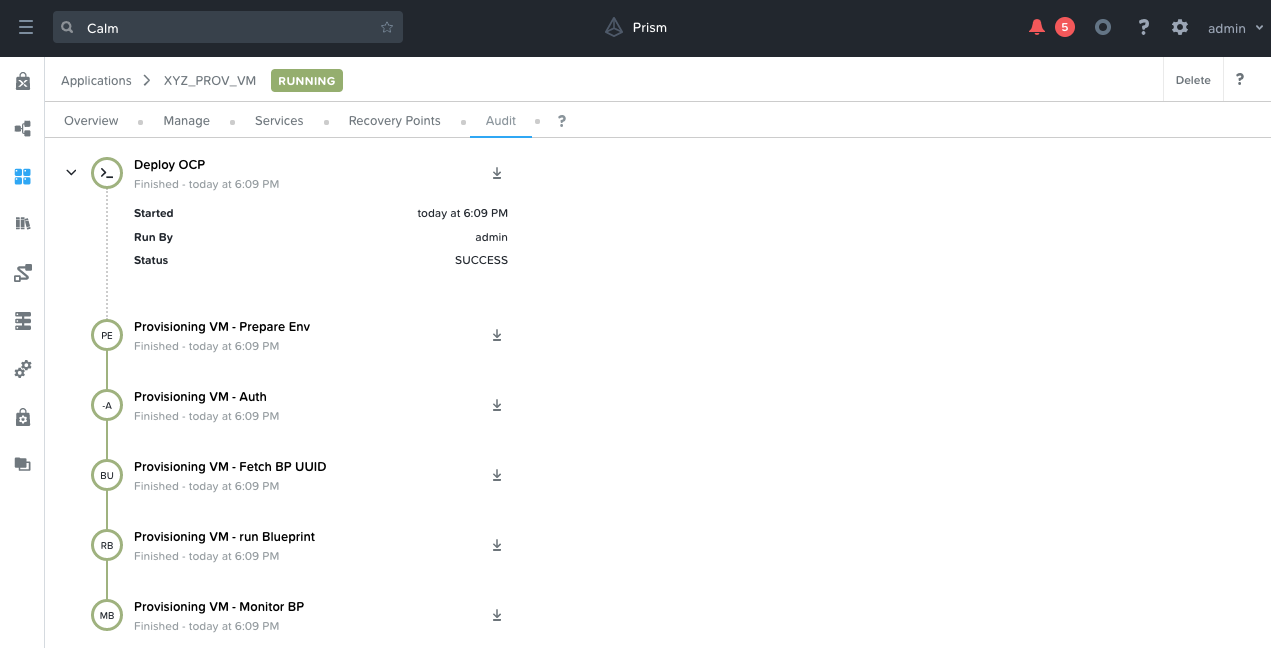 Calm
Prism
5
?
admin
Applications XYZ_PROV_VM RUNNING
Delete ?
Overview Manage Services Recovery Points Audit ?
>_ Deploy OCP
Finished - today at 6:09 PM
Started today at 6:09 PM
Run By admin
Status SUCCESS
PE Provisioning VM - Prepare Env
Finished - today at 6:09 PM
-A Provisioning VM - Auth
Finished - today at 6:09 PM
BU Provisioning VM - Fetch BP UUID
Finished - today at 6:09 PM
RB Provisioning VM - run Blueprint
Finished - today at 6:09 PM
MB Provisioning VM - Monitor BP
Finished - today at 6:09 PM